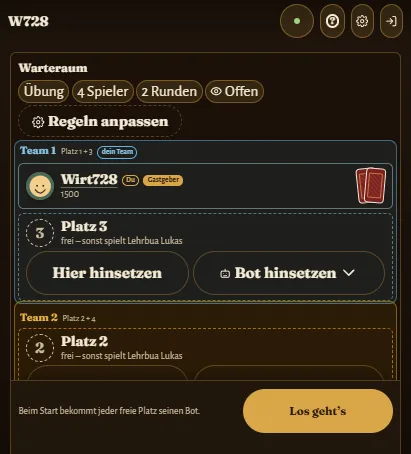 W728
Warteraum
Übung 4 Spieler 2 Runden Offen
Regeln anpassen
Team 1 Platz 1 + 3 dein Team
Wirt728 Du Gastgeber
1500
3 Platz 3
frei – sonst spielt Lehrbua Lukas
Hier hinsetzen Bot hinsetzen
Team 2 Platz 2 + 4
2 Platz 2
frei – sonst spielt Lehrbua Lukas
Beim Start bekommt jeder freie Platz seinen Bot. Los geht's